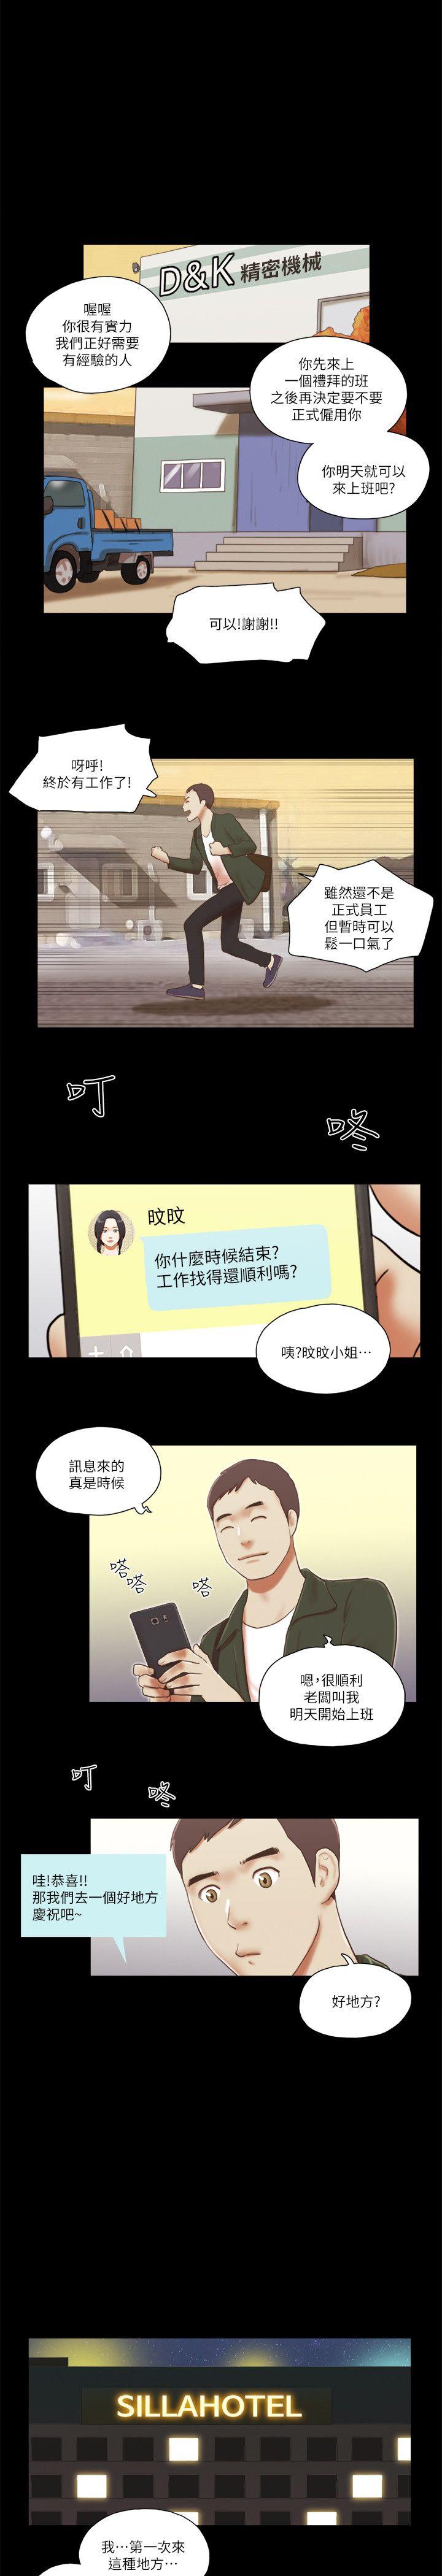 D&K 精密機械
喔喔
你很有實力
我們正好需要
有經驗的人
你先來上
一個禮拜的班
之後再決定要不要
正式僱用你
你明天就可以
來上班吧?
可以!謝謝!!
呀呼!
終於有工作了!
雖然還不是
正式員工
但暫時可以
鬆一口氣了
叮
咚
旼旼
你什麼時候結束?
工作找得還順利嗎?
咦?旼旼小姐…
訊息來的
真是時候
嗒
嗒
嗒
嗯,很順利
老闆叫我
明天開始上班
叮
咚
哇!恭喜!!
那我們去一個好地方
慶祝吧~
好地方?
SILLAHOTEL
我…第一次來
這種地方…